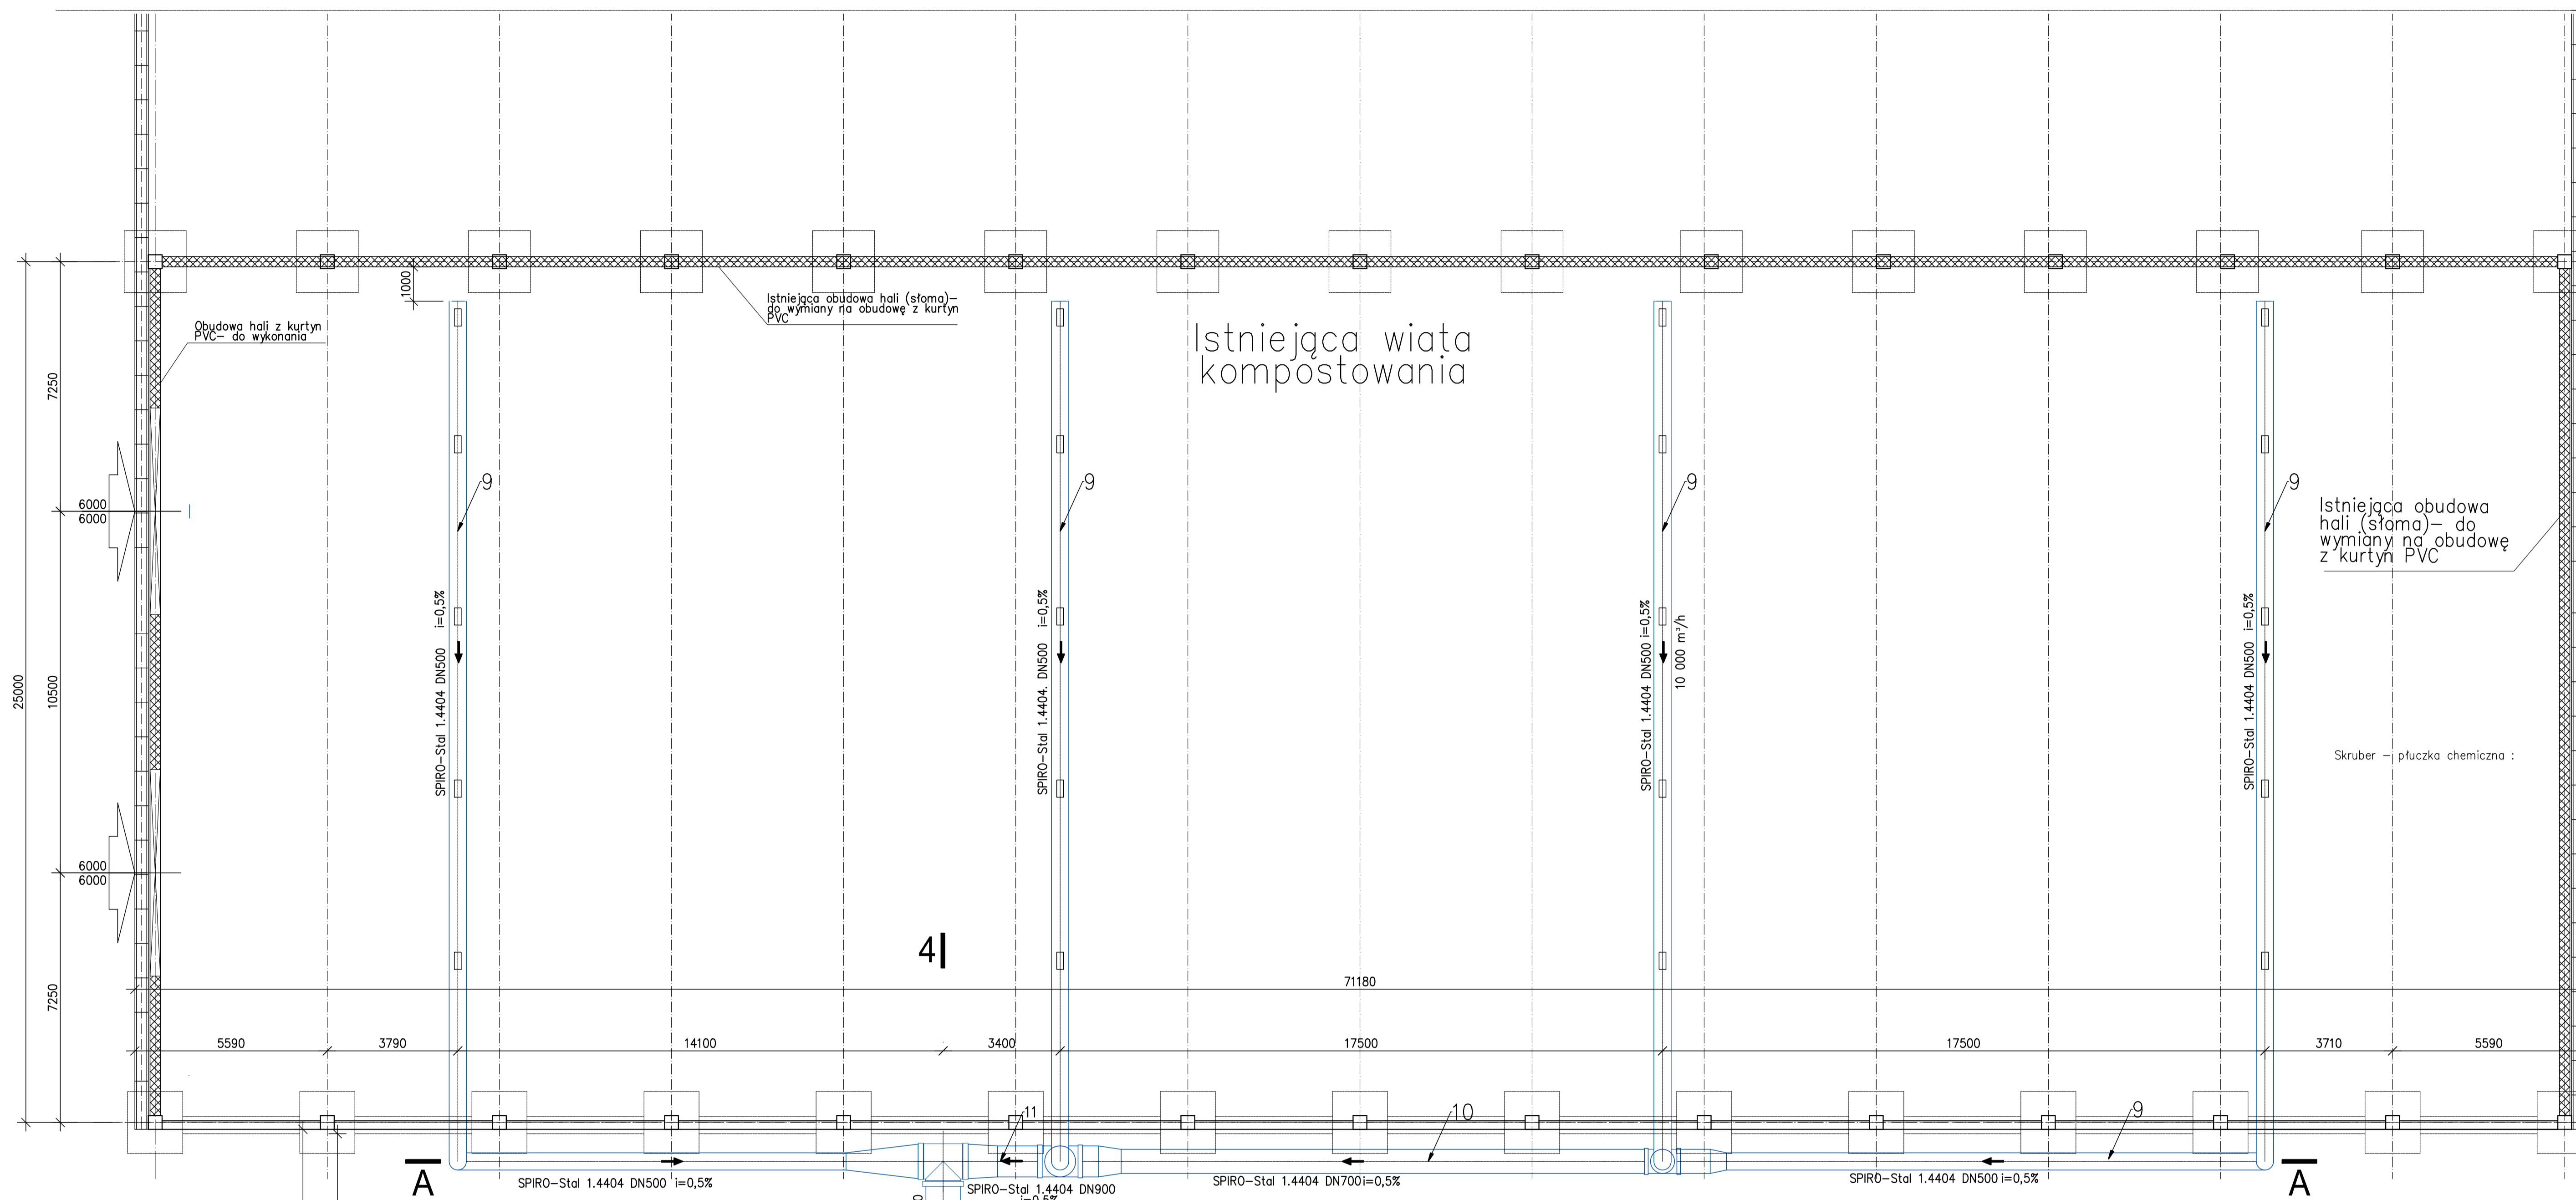 1000
Istniejąca obudowa hali (słoma)–
do wymiany na obudowę z kurtyn
PVC
Obudowa hali z kurtyn
PVC– do wykonania
Istniejąca wiata
kompostowania
7250
9
9
9
9
6000
6000
Istniejąca obudowa
hali (słoma)– do
wymiany na obudowę
z kurtyn PVC
SPIRO–Stal 1.4404 DN500 i=0,5%
SPIRO–Stal 1.4404. DN500 i=0,5%
SPIRO–Stal 1.4404 DN500 i=0,5%
10 000 m³/h
SPIRO–Stal 1.4404 DN500 i=0,5%
25000
10500
Skruber – płuczka chemiczna :
6000
6000
4
7250
71180
5590
3790
14100
3400
17500
17500
3710
5590
11
10
9
A
SPIRO–Stal 1.4404 DN500 i=0,5%
SPIRO–Stal 1.4404 DN900
i=0,5%
SPIRO–Stal 1.4404 DN700 i=0,5%
SPIRO–Stal 1.4404 DN500 i=0,5%
A